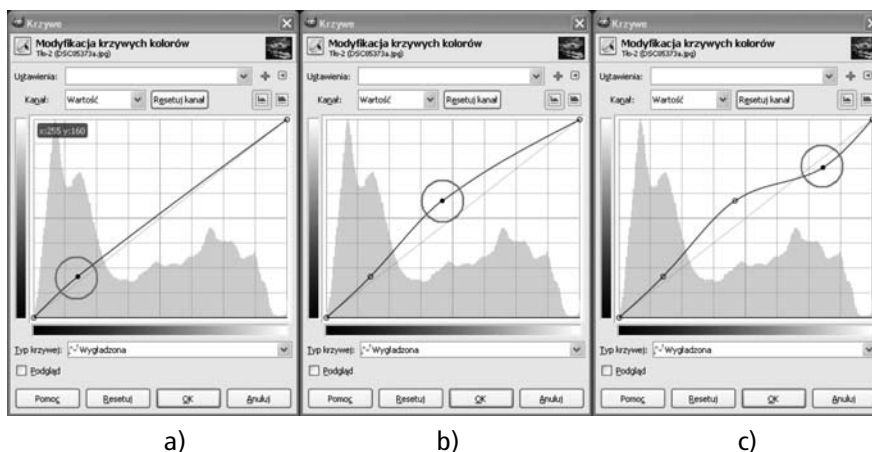 Krzywe
Modyfikacja krzywych kolorów
Tło-2 (DSC05373a.jpg)
Ustawienia:
Kanał: Wartość Resetuj kanał
x:255 y:160
Typ krzywej: Wygładzona
Podgląd
Pomoc Resetuj OK Anuluj
a)
Krzywe
Modyfikacja krzywych kolorów
Tło-2 (DSC05373a.jpg)
Ustawienia:
Kanał: Wartość Resetuj kanał
Typ krzywej: Wygładzona
Podgląd
Pomoc Resetuj OK Anuluj
b)
Krzywe
Modyfikacja krzywych kolorów
Tło-2 (DSC05373a.jpg)
Ustawienia:
Kanał: Wartość Resetuj kanał
Typ krzywej: Wygładzona
Podgląd
Pomoc Resetuj OK Anuluj
c)